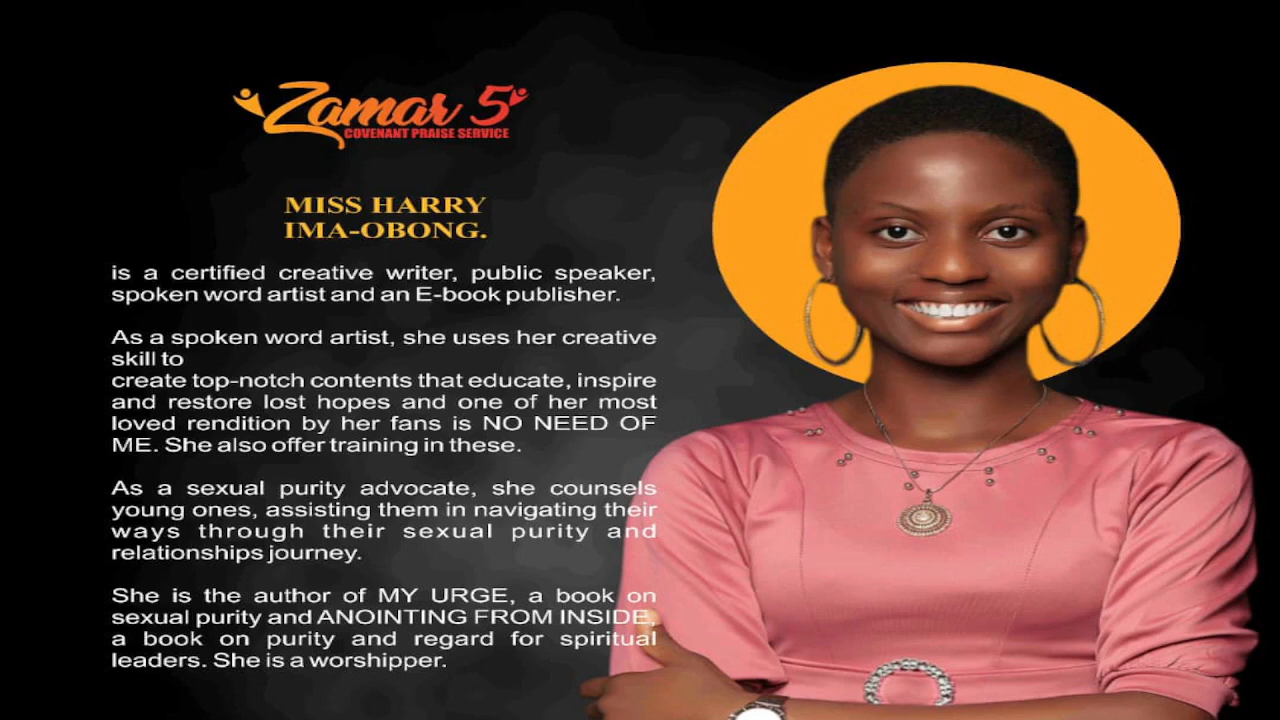 Zamar 5
COVENANT PRAISE SERVICE
MISS HARRY
IMA-OBONG.
is a certified creative writer, public speaker,
spoken word artist and an E-book publisher.
As a spoken word artist, she uses her creative
skill to
create top-notch contents that educate, inspire
and restore lost hopes and one of her most
loved rendition by her fans is NO NEED OF
ME. She also offer training in these.
As a sexual purity advocate, she counsels
young ones, assisting them in navigating their
ways through their sexual purity and
relationships journey.
She is the author of MY URGE, a book on
sexual purity and ANOINTING FROM INSIDE,
a book on purity and regard for spiritual
leaders. She is a worshipper.